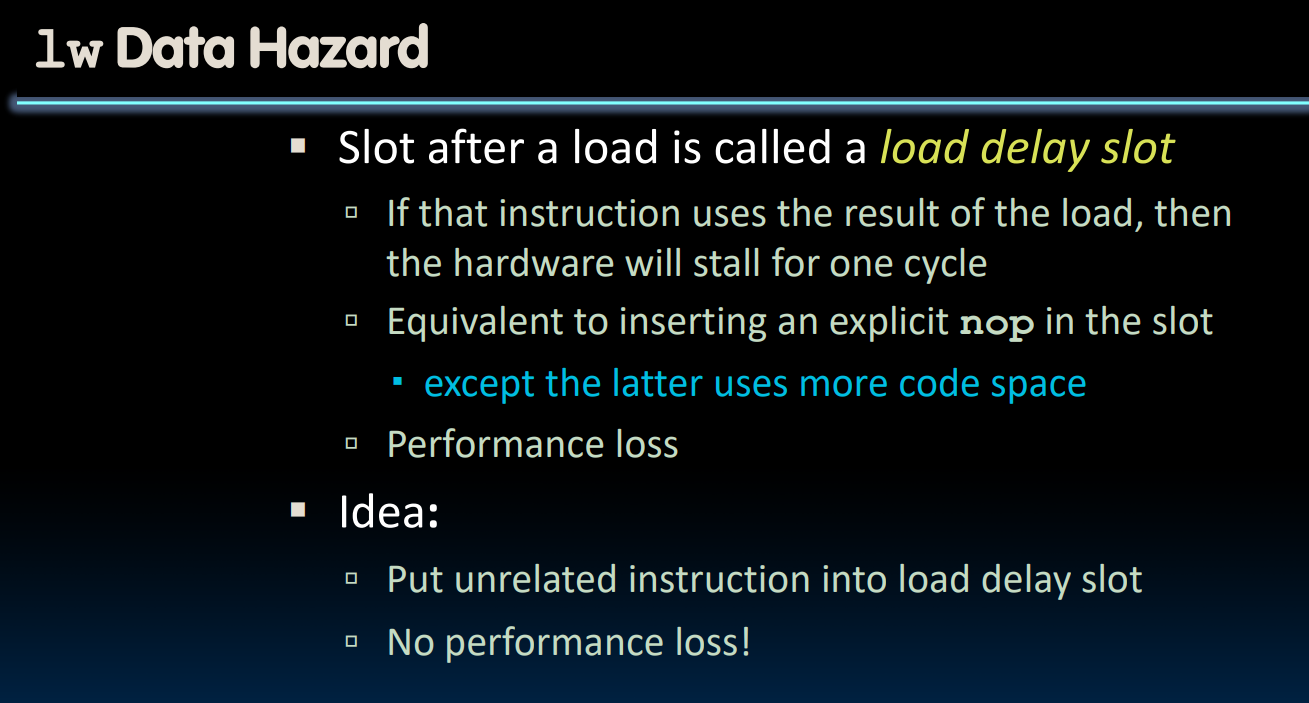 lw Data Hazard
Slot after a load is called a load delay slot
If that instruction uses the result of the load, then
the hardware will stall for one cycle
Equivalent to inserting an explicit nop in the slot
except the latter uses more code space
Performance loss
Idea:
Put unrelated instruction into load delay slot
No performance loss!